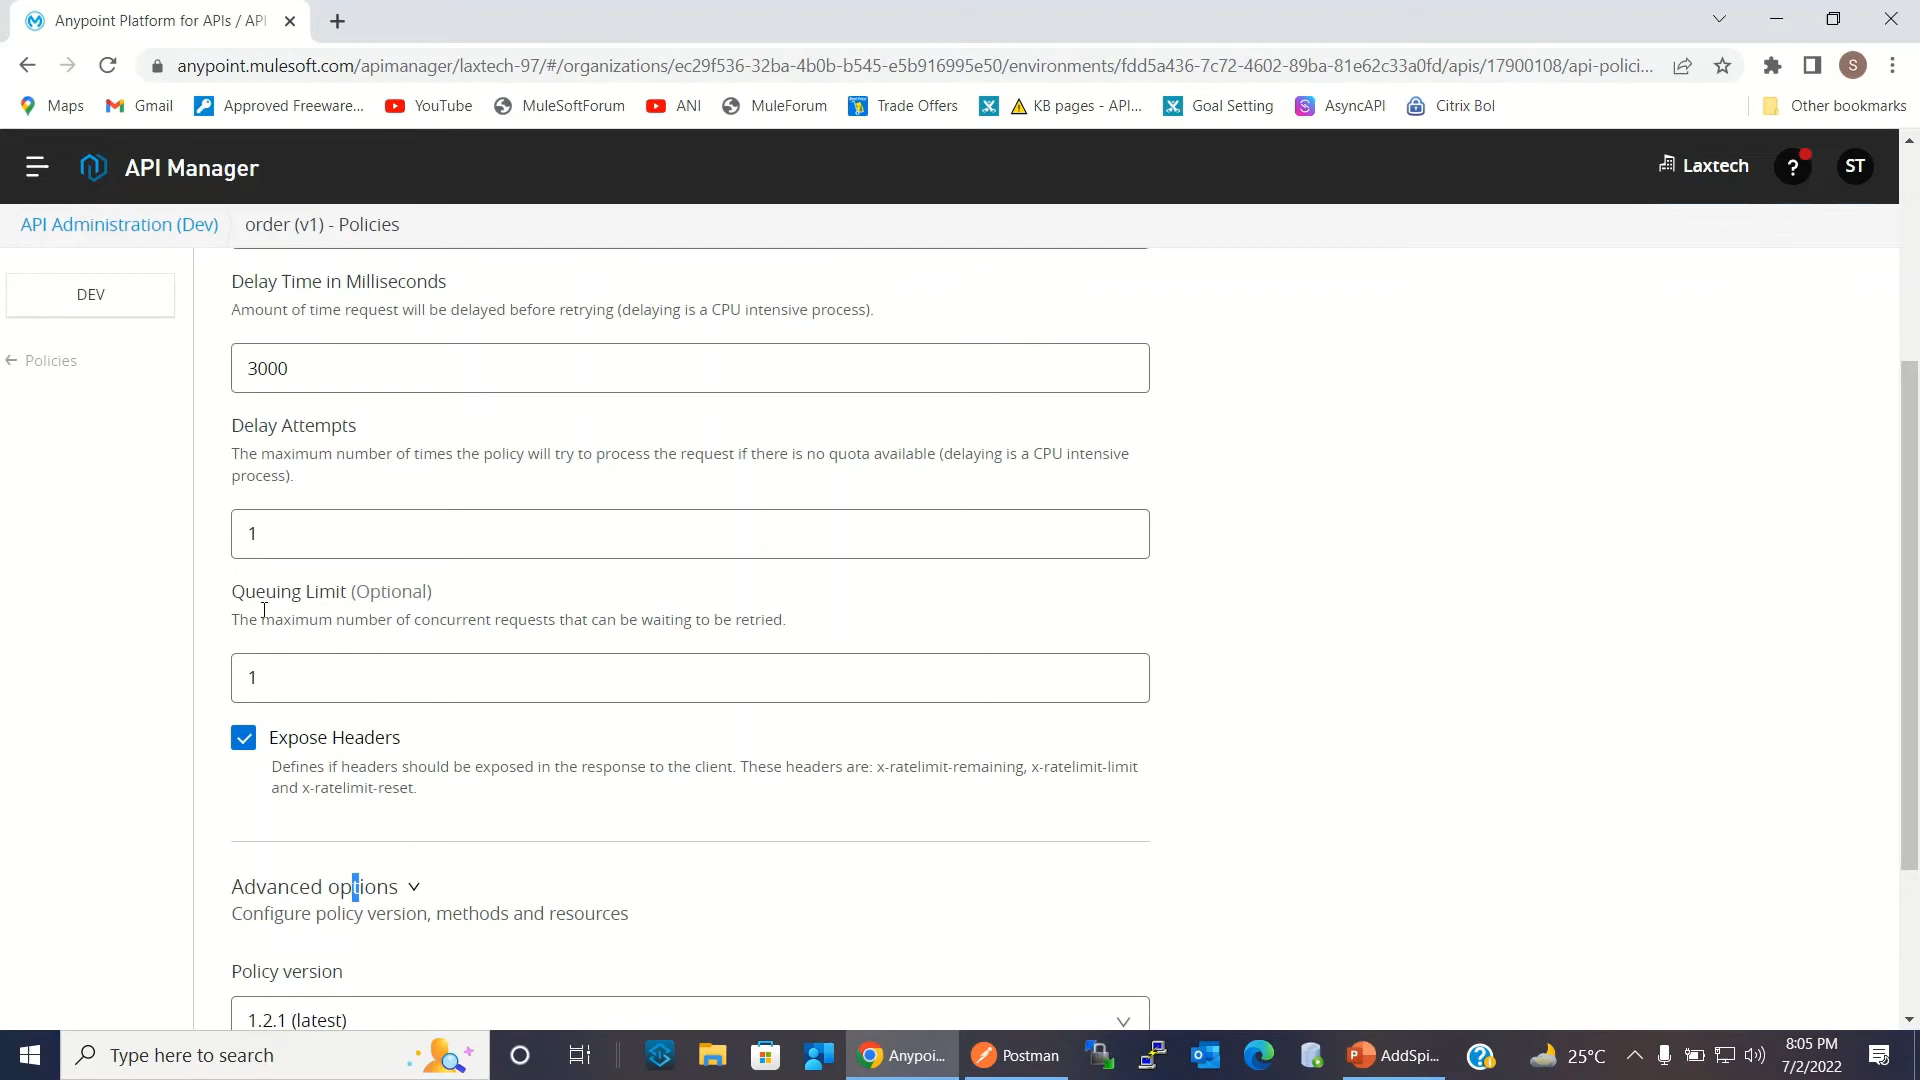 Anypoint Platform for APIs / API
anypoint.mulesoft.com/apimanager/laxtech-97/#/organizations/ec29f536-32ba-4b0b-b545-e5b916995e50/environments/fdd5a436-7c72-4602-89ba-81e62c33a0fd/apis/17900108/api-polici...
S
Maps
Gmail
Approved Freeware...
YouTube
MuleSoftForum
ANI
MuleForum
Trade Offers
KB pages - API...
Goal Setting
AsyncAPI
Citrix Bol
Other bookmarks
API Manager
Laxtech
?
ST
API Administration (Dev)
order (v1) - Policies
DEV
Policies
Delay Time in Milliseconds
Amount of time request will be delayed before retrying (delaying is a CPU intensive process).
3000
Delay Attempts
The maximum number of times the policy will try to process the request if there is no quota available (delaying is a CPU intensive
process).
1
Queuing Limit (Optional)
The maximum number of concurrent requests that can be waiting to be retried.
1
Expose Headers
Defines if headers should be exposed in the response to the client. These headers are: x-ratelimit-remaining, x-ratelimit-limit
and x-ratelimit-reset.
Advanced options
Configure policy version, methods and resources
Policy version
1.2.1 (latest)
Type here to search
Anypoi...
Postman
AddSpi...
25°C
8:05 PM
7/2/2022